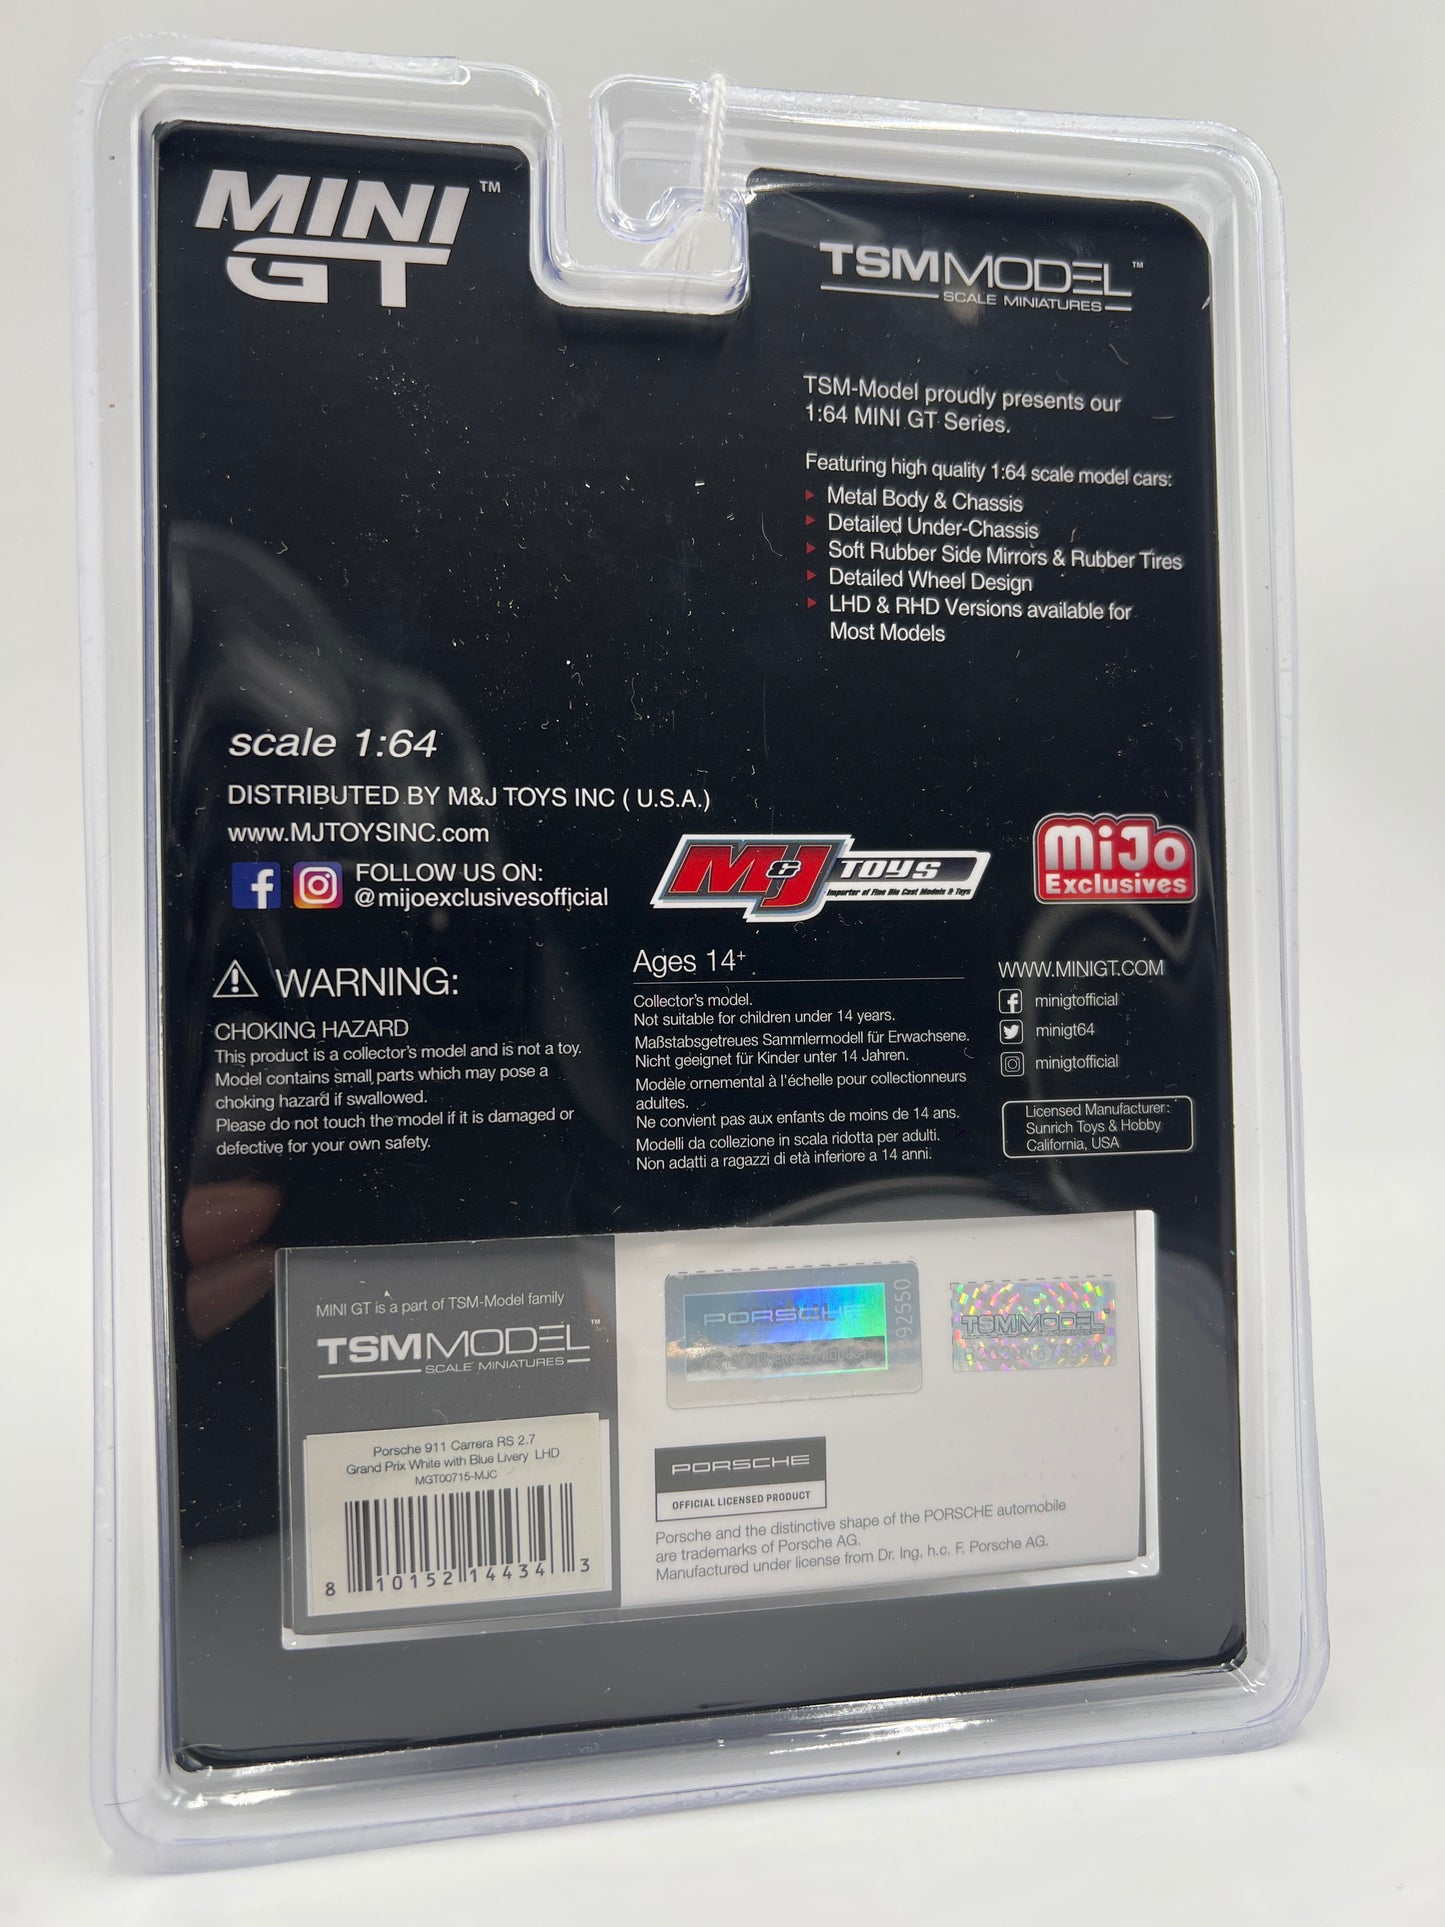 MINI GT ™
TSMMODEL ™
SCALE MINIATURES
TSM-Model proudly presents our
1:64 MINI GT Series.
Featuring high quality 1:64 scale model cars:
Metal Body & Chassis
Detailed Under-Chassis
Soft Rubber Side Mirrors & Rubber Tires
Detailed Wheel Design
LHD & RHD Versions available for
Most Models
scale 1:64
DISTRIBUTED BY M&J TOYS INC ( U.S.A.)
www.MJTOYSINC.com
FOLLOW US ON:
@mijoexclusivesofficial
M&J TOYS
Importer of Fine Die Cast Models & Toys
MiJo
Exclusives
WARNING:
CHOKING HAZARD
This product is a collector's model and is not a toy.
Model contains small parts which may pose a
choking hazard if swallowed.
Please do not touch the model if it is damaged or
defective for your own safety.
Ages 14+
Collector's model.
Not suitable for children under 14 years.
Maßstabsgetreues Sammlermodell für Erwachsene.
Nicht geeignet für Kinder unter 14 Jahren.
Modèle ornemental à l'échelle pour collectionneurs
adultes.
Ne convient pas aux enfants de moins de 14 ans.
Modelli da collezione in scala ridotta per adulti.
Non adatti a ragazzi di età inferiore a 14 anni.
WWW.MINIGT.COM
minigtofficial
minigt64
minigtofficial
Licensed Manufacturer:
Sunrich Toys & Hobby
California, USA
MINI GT is a part of TSM-Model family
TSMMODEL ™
SCALE MINIATURES
Porsche 911 Carrera RS 2.7
Grand Prix White with Blue Livery LHD
MGT00715-MJC
8 10152 14434 3
PORSCHE
92550
TSMMODEL
PORSCHE
OFFICIAL LICENSED PRODUCT
Porsche and the distinctive shape of the PORSCHE automobile
are trademarks of Porsche AG.
Manufactured under license from Dr. Ing. h.c. F. Porsche AG.